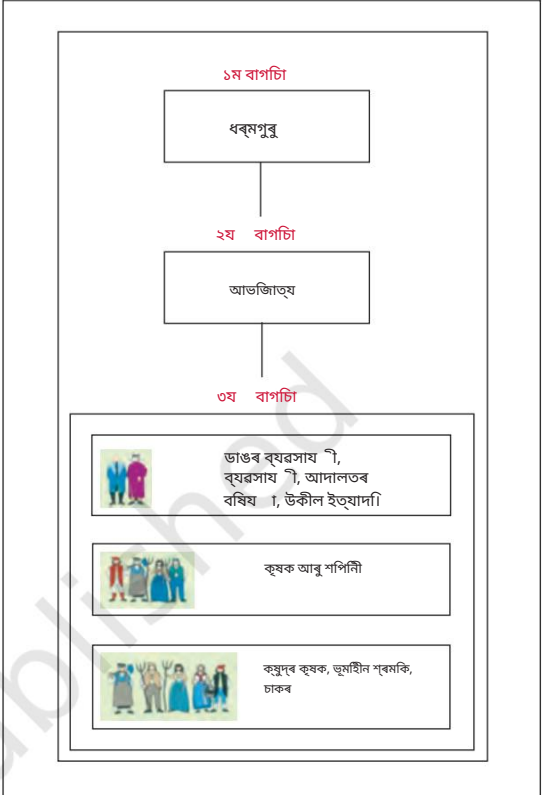 ১ম বাগিচা
ধৰ্মগুৰু
২য় বাগিচা
আভিজাত্য
৩য় বাগিচা
ডাঙৰ ব্যৱসায়ী,
ব্যৱসায়ী, আদালতৰ
বিষয়া, উকীল ইত্যাদি।
কৃষক আৰু শিপিনী
ক্ষুদ্ৰ কৃষক, ভূমিহীন শ্ৰমিক,
চাকৰ
ablished